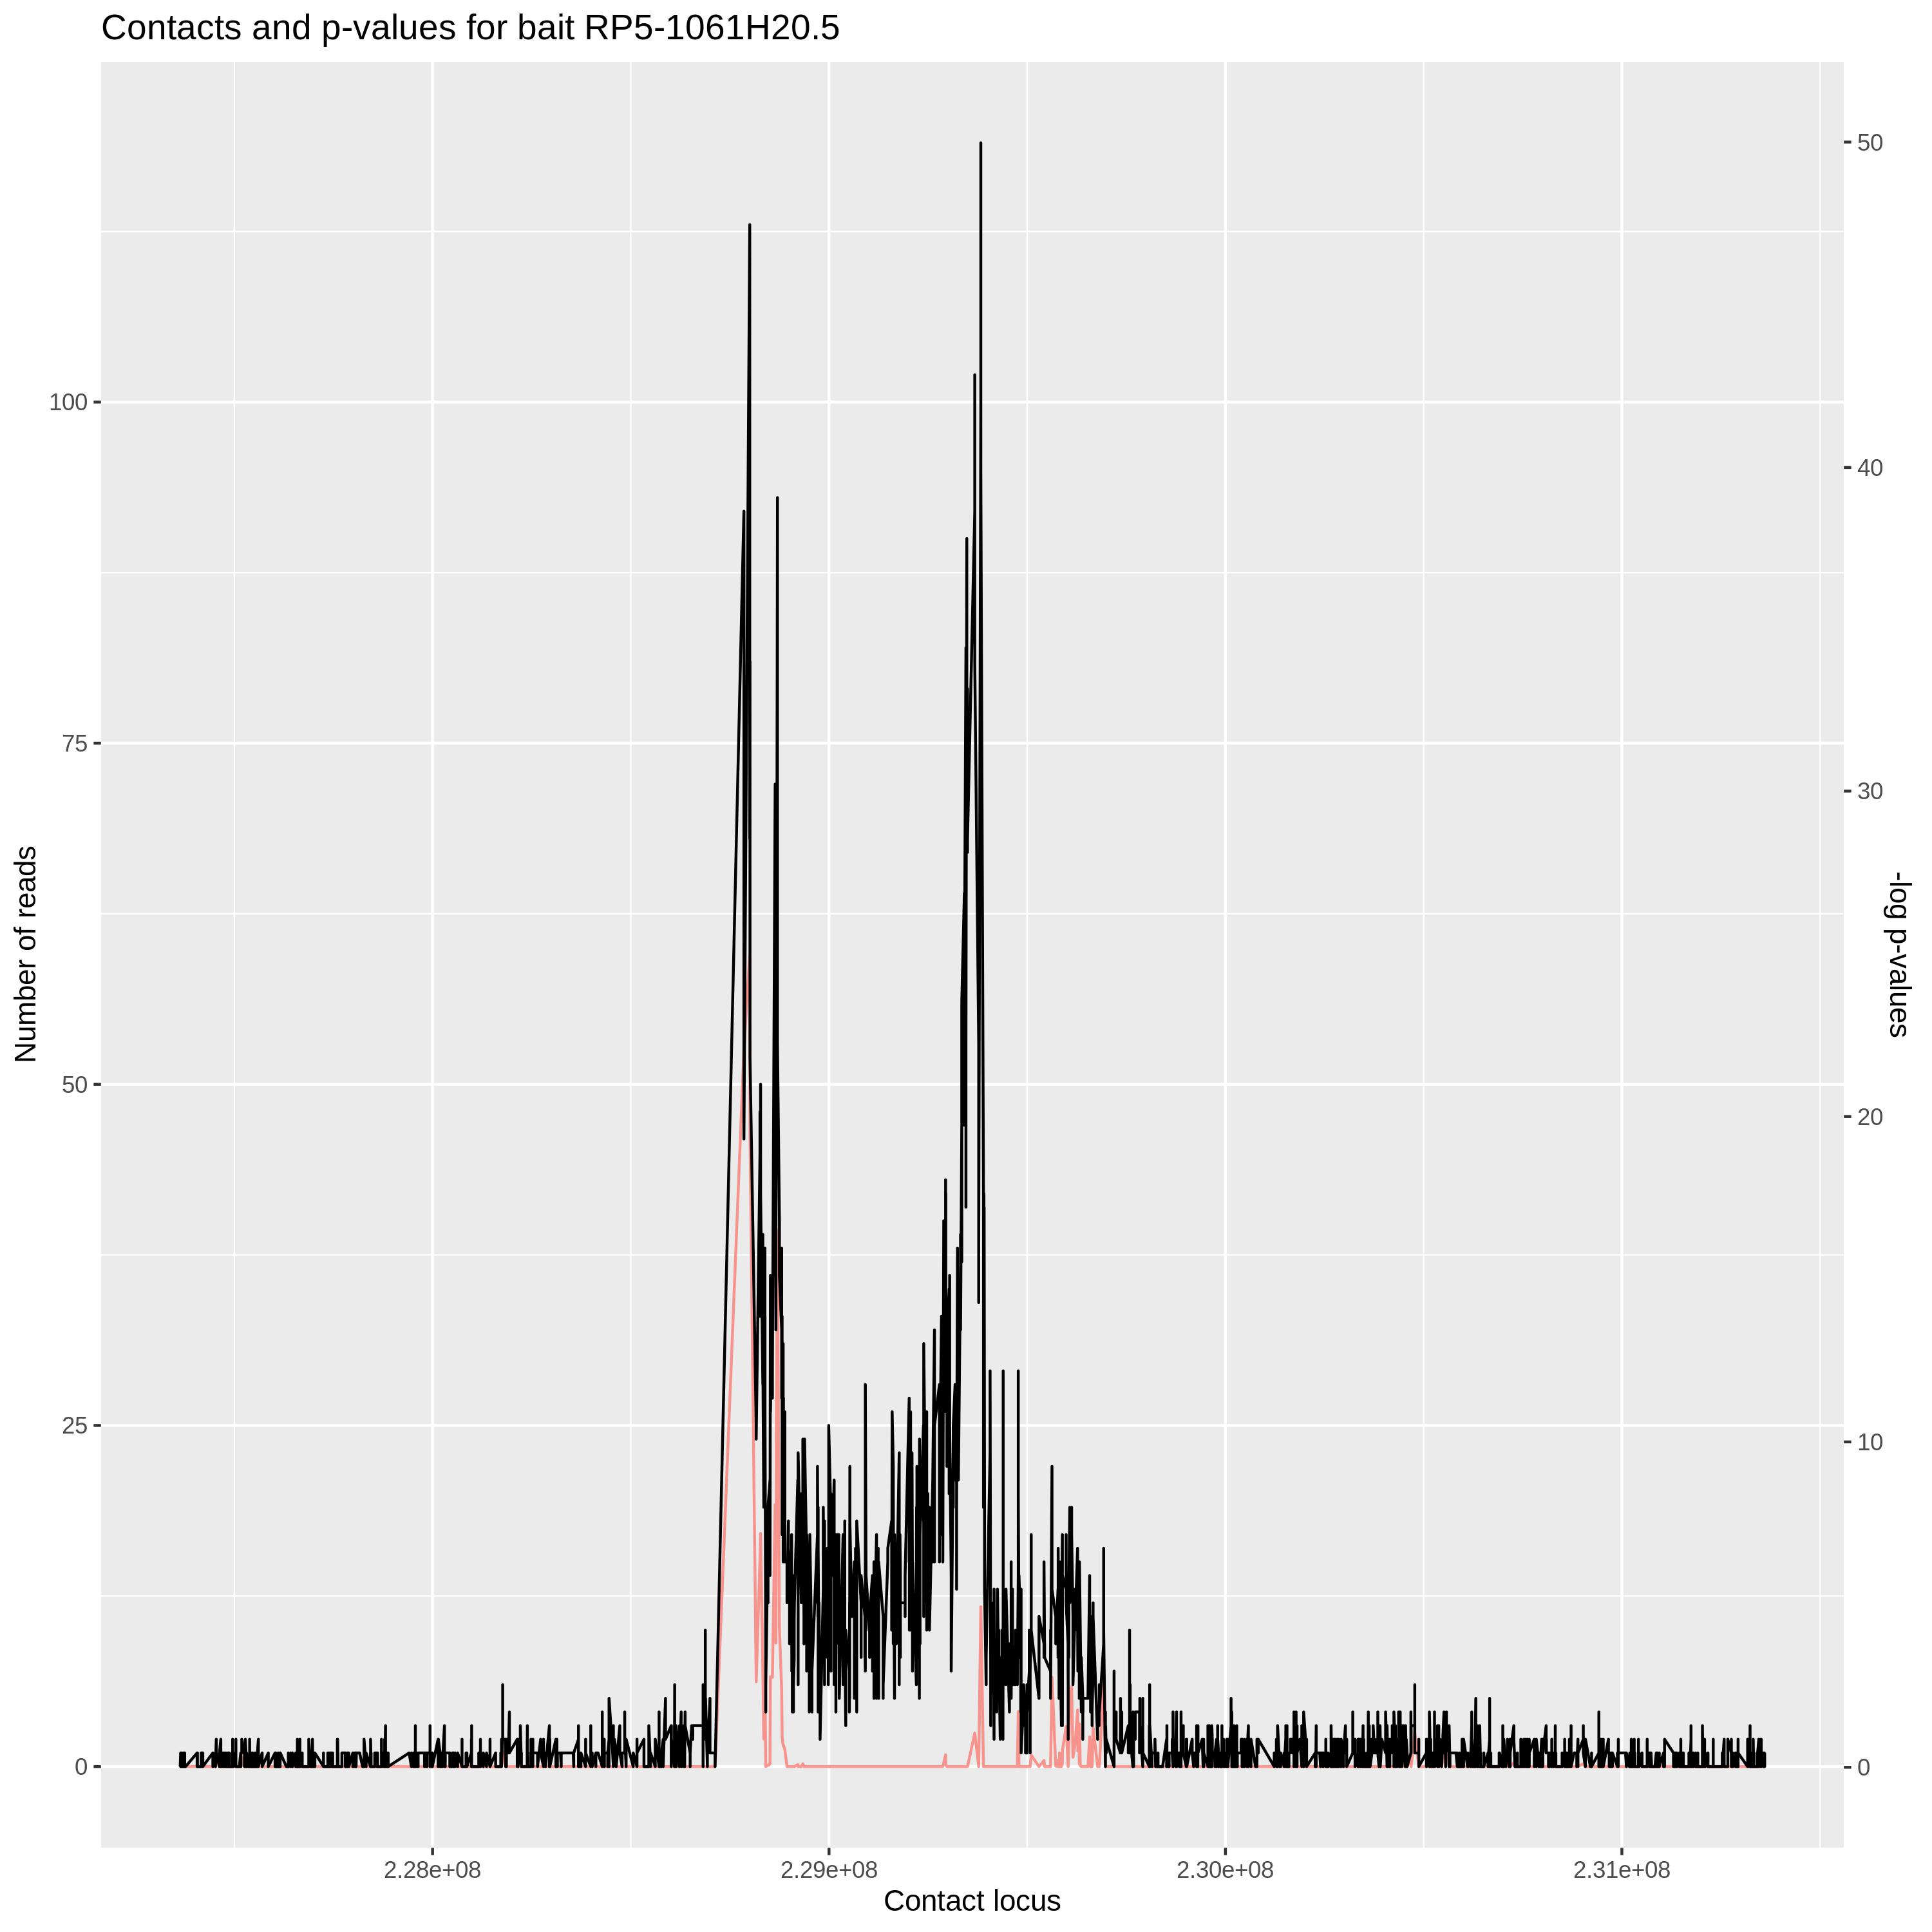 Contacts and p-values for bait RP5-1061H20.5
Number of reads
100
75
50
25
0
50
40
30
20
10
0
-log p-values
2.28e+08 2.29e+08 2.30e+08 2.31e+08
Contact locus